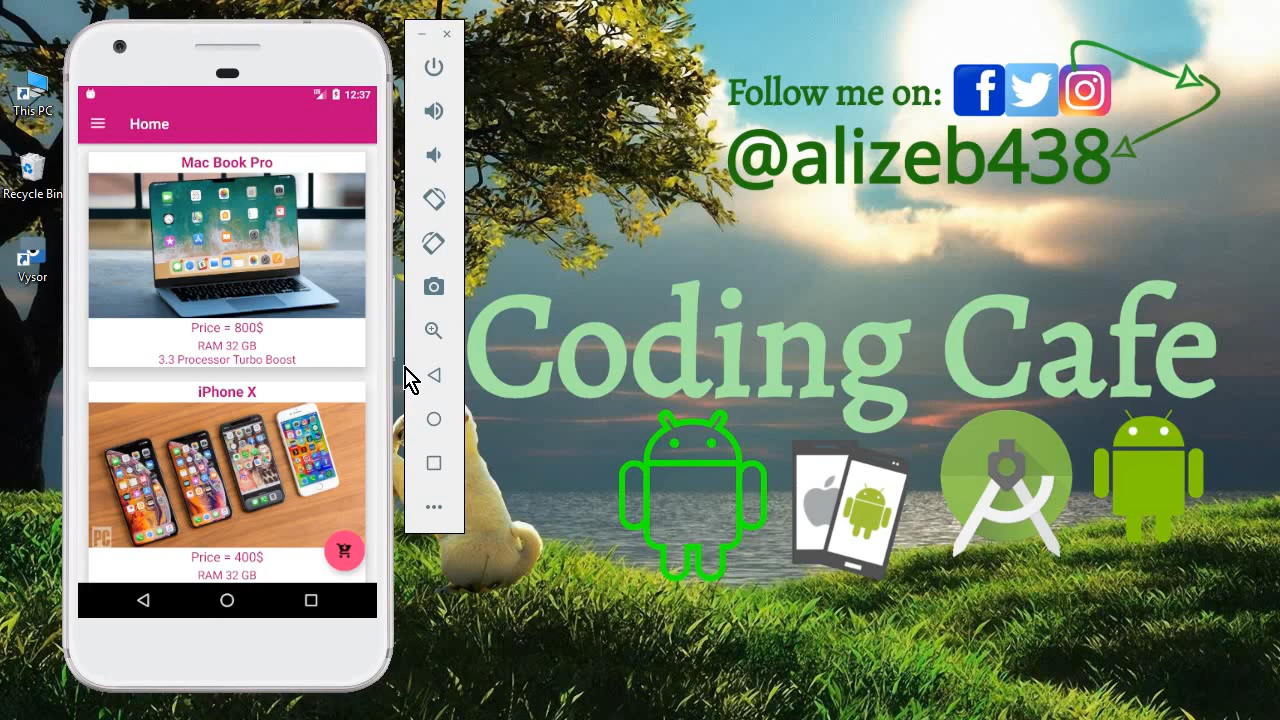 This PC
Recycle Bin
Vysor
12:37
Home
Mac Book Pro
Price = 800$
RAM 32 GB
3.3 Processor Turbo Boost
iPhone X
PC
Price = 400$
RAM 32 GB
Follow me on:
@alizeb438
Coding Cafe